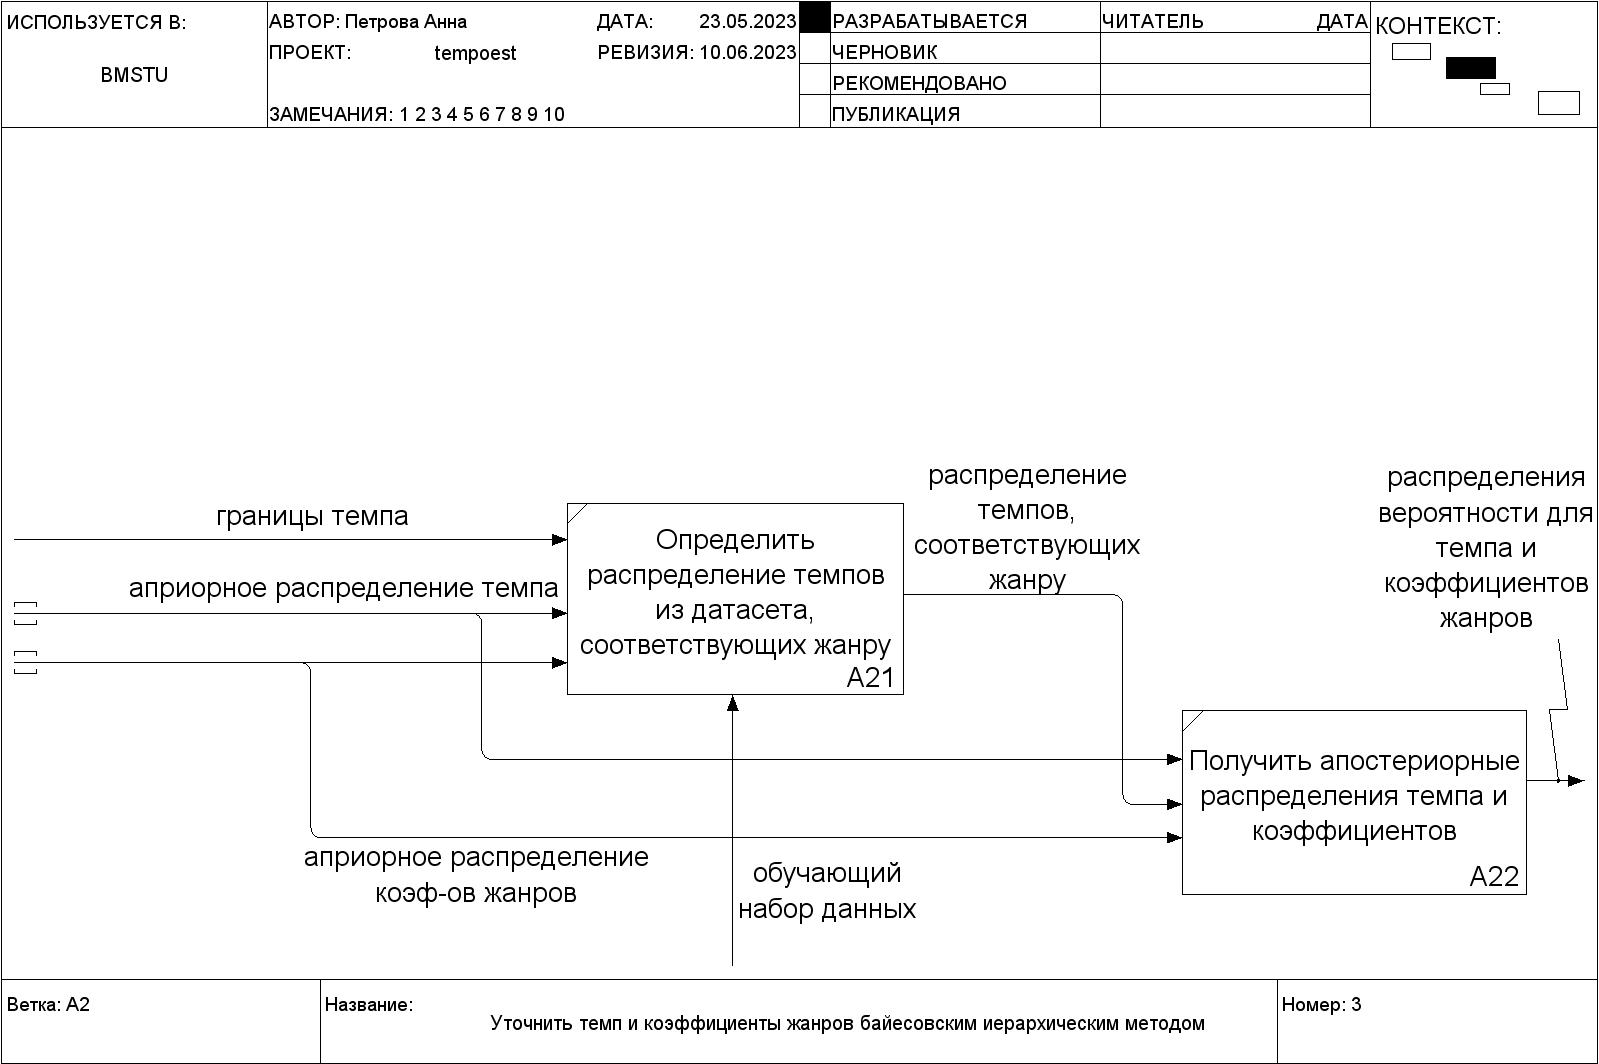 ИСПОЛЬЗУЕТСЯ В:
BMSTU
АВТОР: Петрова Анна
ДАТА: 23.05.2023
ПРОЕКТ: tempoest
РЕВИЗИЯ: 10.06.2023
ЗАМЕЧАНИЯ: 1 2 3 4 5 6 7 8 9 10
РАЗРАБАТЫВАЕТСЯ
ЧЕРНОВИК
РЕКОМЕНДОВАНО
ПУБЛИКАЦИЯ
ЧИТАТЕЛЬ ДАТА
КОНТЕКСТ:
границы темпа
априорное распределение темпа
Определить
распределение темпов
из датасета,
соответствующих жанру
A21
распределение
темпов,
соответствующих
жанру
распределения
вероятности для
темпа и
коэффициентов
жанров
Получить апостериорные
распределения темпа и
коэффициентов
A22
априорное распределение
коэф-ов жанров
обучающий
набор данных
Ветка: A2
Название:
Уточнить темп и коэффициенты жанров байесовским иерархическим методом
Номер: 3